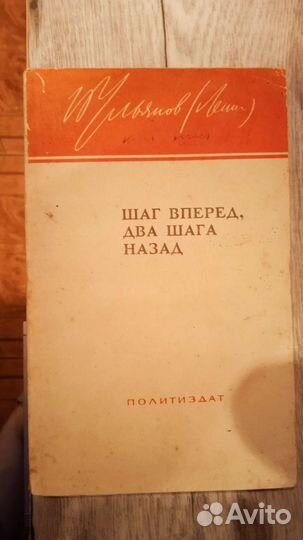 В Ульянов (Ленин)
ШАГ ВПЕРЕД,
ДВА ШАГА
НАЗАД
ПОЛИТИЗДАТ
Avito